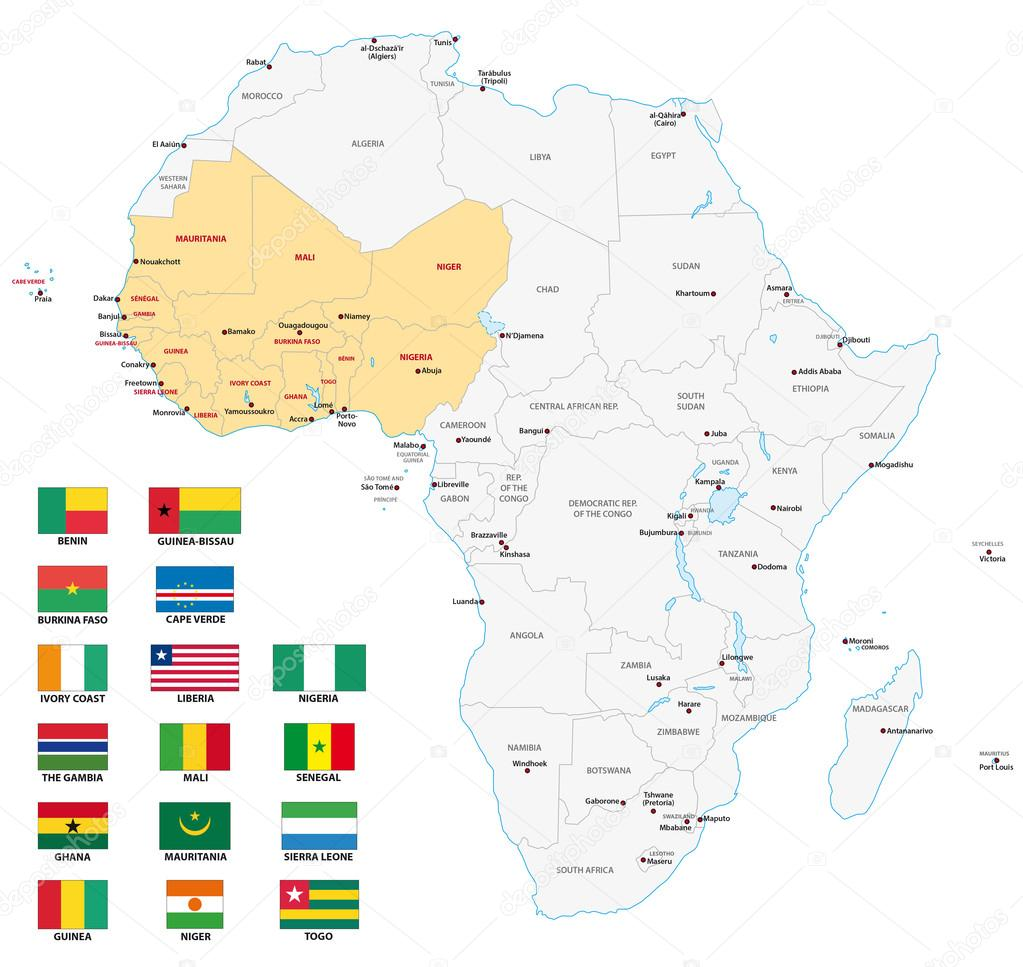 Tunis
al-Dschazā'ir
(Algiers)
Rabat
Tarābulus
(Tripoli)
TUNISIA
MOROCCO
al-Qāhira
(Cairo)
El Aaiún
ALGERIA
LIBYA
EGYPT
WESTERN
SAHARA
MAURITANIA
MALI
NIGER
Nouakchott
CABE VERDE
Praia
CHAD
SUDAN
Khartoum
Asmara
ERITREA
Dakar
SÉNÉGAL
Banjul
GAMBIA
Bissau
GUINEA-BISSAU
Bamako
Ouagadougou
BURKINA FASO
Niamey
N'Djamena
DJIBOUTI
Djibouti
GUINEA
BÉNIN
NIGERIA
Abuja
Conakry
Freetown
SIERRA LEONE
IVORY COAST
TOGO
GHANA
Addis Ababa
ETHIOPIA
Monrovia
LIBERIA
Yamoussoukro
Lomé
Accra
Porto-
Novo
CENTRAL AFRICAN REP.
SOUTH
SUDAN
CAMEROON
Bangui
Juba
SOMALIA
Malabo
Yaoundé
EQUATORIAL
GUINEA
UGANDA
KENYA
Mogadishu
SÃO TOMÉ AND
São Tomé
PRÍNCIPE
Libreville
GABON
REP.
OF THE
CONGO
DEMOCRATIC REP.
OF THE CONGO
Kampala
Kigali
RWANDA
Nairobi
Bujumbura
BURUNDI
Brazzaville
Kinshasa
TANZANIA
Dodoma
SEYCHELLES
Victoria
Luanda
ANGOLA
Moroni
COMOROS
ZAMBIA
Lusaka
Lilongwe
MALAWI
Harare
MOZAMBIQUE
ZIMBABWE
MADAGASCAR
Antananarivo
NAMIBIA
Windhoek
BOTSWANA
MAURITIUS
Port Louis
Gaborone
Tshwane
(Pretoria)
SWAZILAND
Mbabane
Maputo
LESOTHO
Maseru
SOUTH AFRICA
BENIN
GUINEA-BISSAU
BURKINA FASO
CAPE VERDE
IVORY COAST
LIBERIA
NIGERIA
THE GAMBIA
MALI
SENEGAL
GHANA
MAURITANIA
SIERRA LEONE
GUINEA
NIGER
TOGO
depositphotos